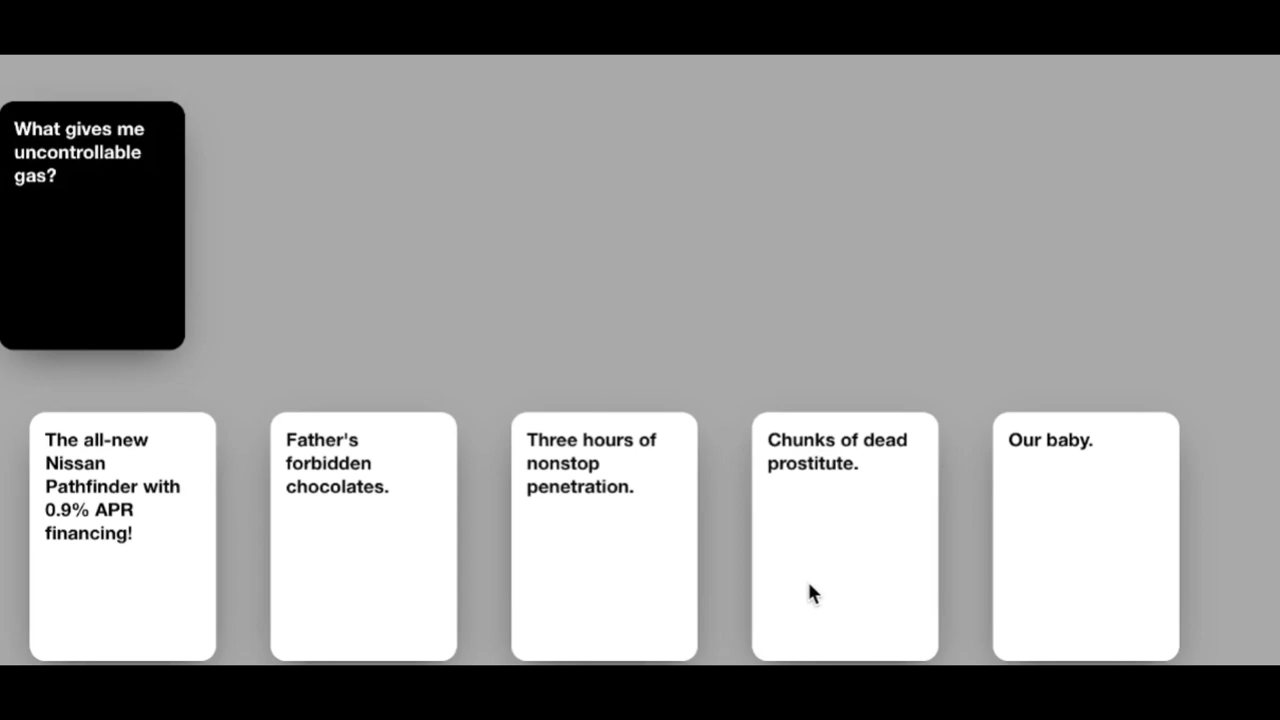 What gives me
uncontrollable
gas?
The all-new
Nissan
Pathfinder with
0.9% APR
financing!
Father's
forbidden
chocolates.
Three hours of
nonstop
penetration.
Chunks of dead
prostitute.
Our baby.